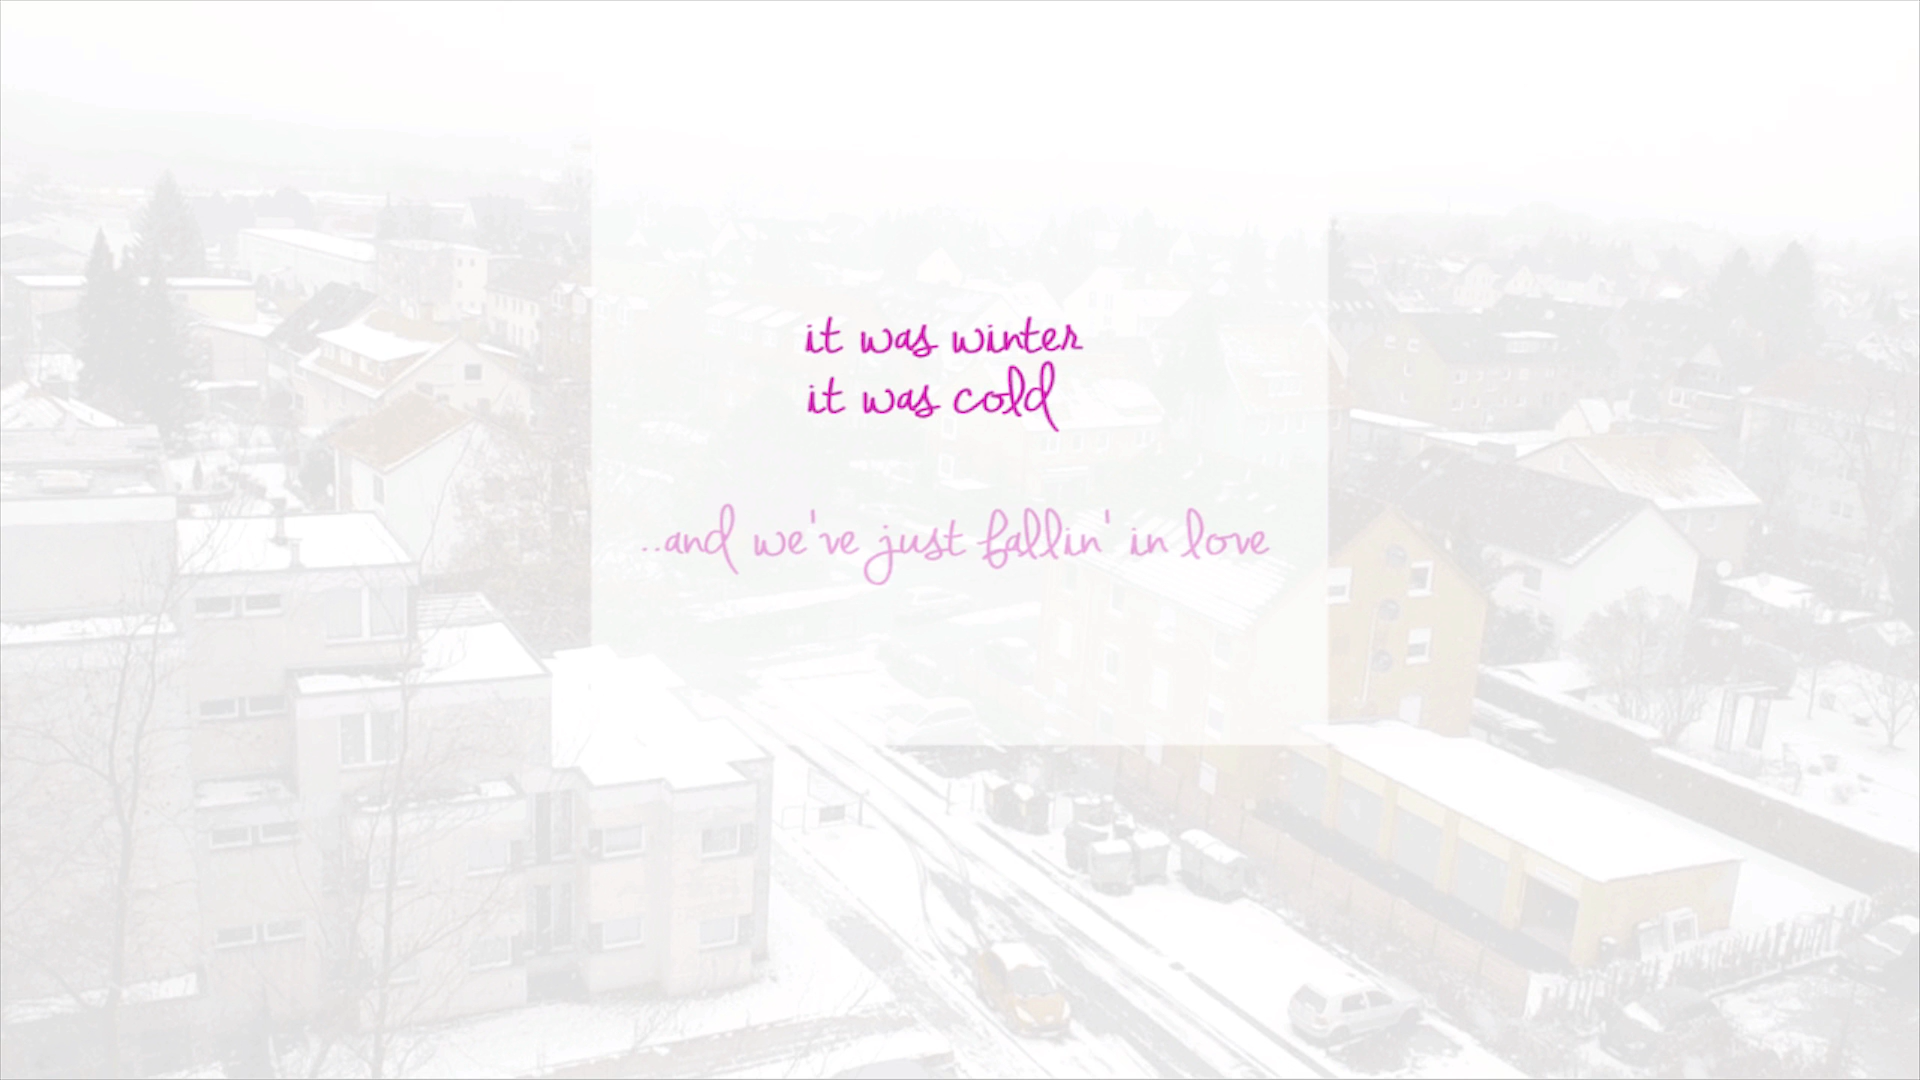 it was winter
it was cold
..and we've just fallin' in love